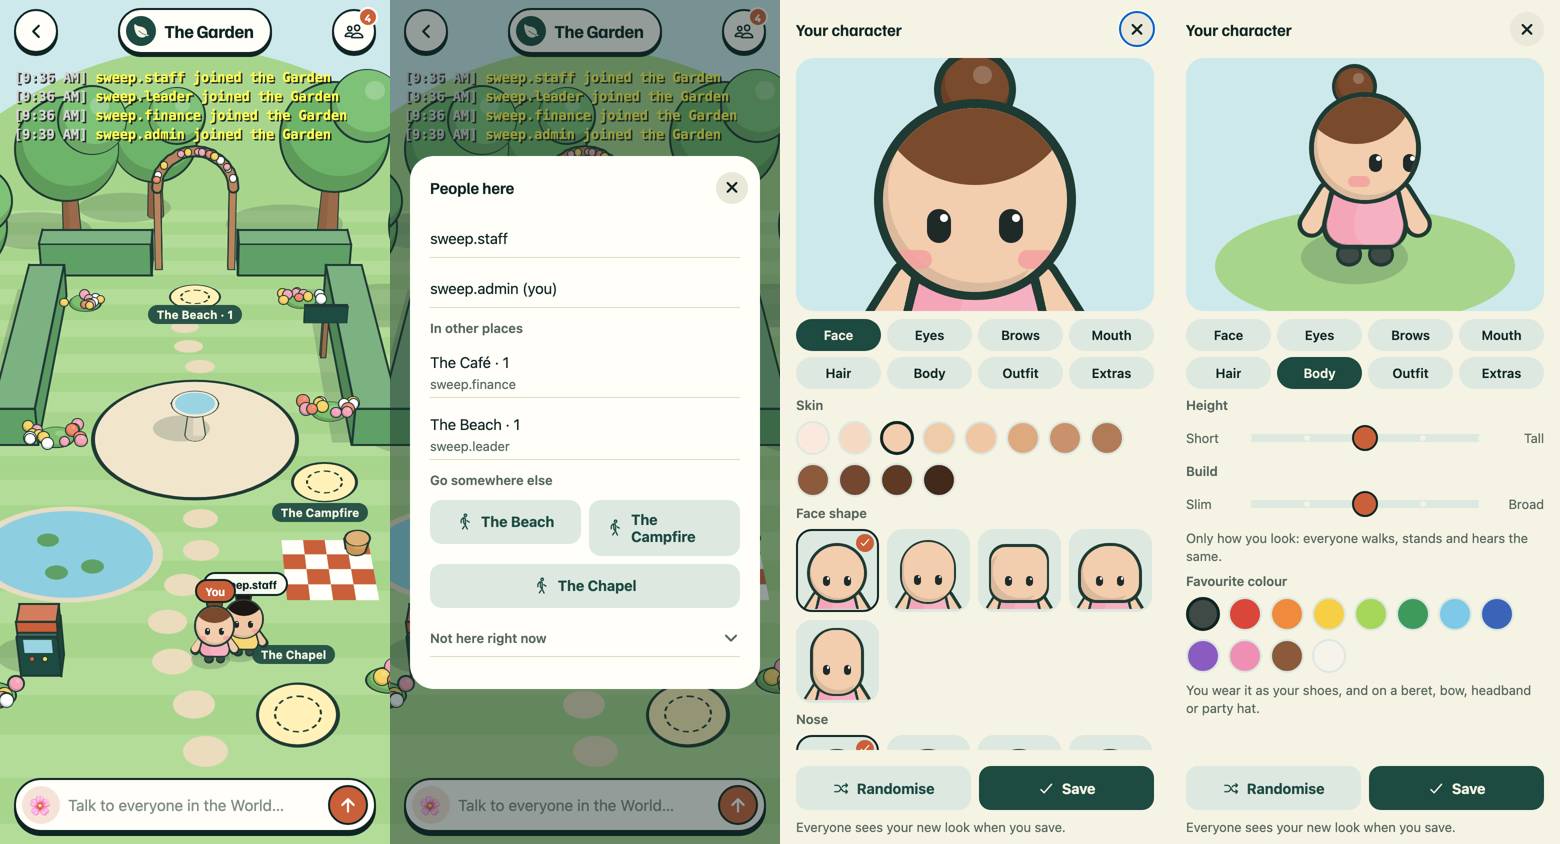 The Garden
4
[9:36 AM] sweep.staff joined the Garden
[9:36 AM] sweep.leader joined the Garden
[9:36 AM] sweep.finance joined the Garden
[9:39 AM] sweep.admin joined the Garden
The Beach · 1
The Campfire
eep.staff
You
The Chapel
Talk to everyone in the World...
The Garden
4
[9:36 AM] sweep.staff joined the Garden
[9:36 AM] sweep.leader joined the Garden
[9:36 AM] sweep.finance joined the Garden
[9:39 AM] sweep.admin joined the Garden
People here
sweep.staff
sweep.admin (you)
In other places
The Café · 1
sweep.finance
The Beach · 1
sweep.leader
Go somewhere else
The Beach
The
Campfire
The Chapel
Not here right now
Talk to everyone in the World...
Your character
Face Eyes Brows Mouth
Hair Body Outfit Extras
Skin
Face shape
Nose
Randomise Save
Everyone sees your new look when you save.
Your character
Face Eyes Brows Mouth
Hair Body Outfit Extras
Height
Short Tall
Build
Slim Broad
Only how you look: everyone walks, stands and hears the
same.
Favourite colour
You wear it as your shoes, and on a beret, bow, headband
or party hat.
Randomise Save
Everyone sees your new look when you save.